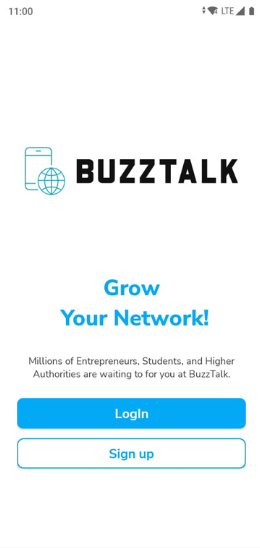 11:00
LTE
BUZZTALK
Grow
Your Network!
Millions of Entrepreneurs, Students, and Higher
Authorities are waiting to for you at BuzzTalk.
LogIn
Sign up